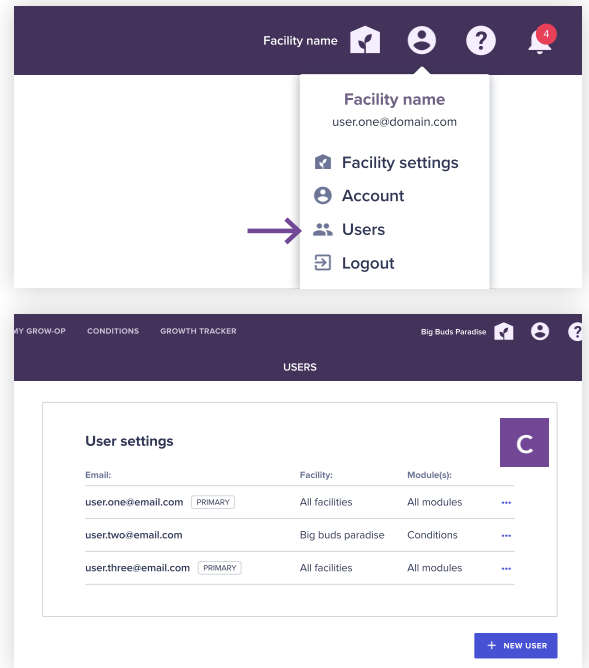 Facility name
4
Facility name
user.one@domain.com
Facility settings
Account
Users
Logout
MY GROW-OP CONDITIONS GROWTH TRACKER Big Buds Paradise
USERS
User settings
C
Email: Facility: Module(s):
user.one@email.com PRIMARY All facilities All modules
user.two@email.com Big buds paradise Conditions
user.three@email.com PRIMARY All facilities All modules
+ NEW USER